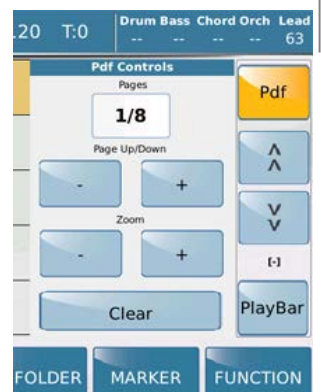 .20 T:0 Drum Bass Chord Orch Lead
-- -- -- -- 63
Pdf Controls
Pages
1/8
Pdf
Page Up/Down
- +
Zoom
- +
[-]
Clear
PlayBar
FOLDER MARKER FUNCTION